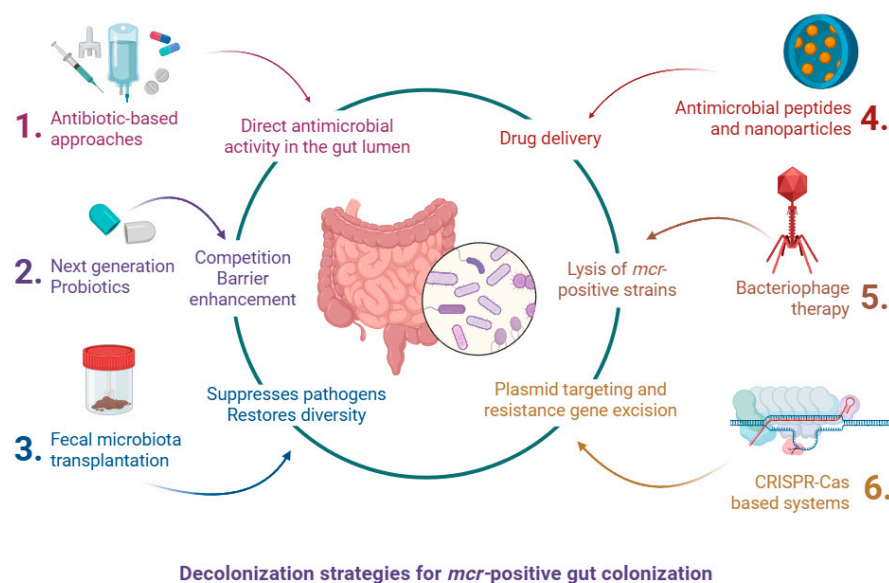 1. Antibiotic-based
approaches
Direct antimicrobial
activity in the gut lumen
2. Next generation
Probiotics
Competition
Barrier
enhancement
3. Fecal microbiota
transplantation
Suppresses pathogens
Restores diversity
Antimicrobial peptides
and nanoparticles 4.
Drug delivery
Bacteriophage
therapy 5.
Lysis of mcr-
positive strains
CRISPR-Cas
based systems 6.
Plasmid targeting and
resistance gene excision
Decolonization strategies for mcr-positive gut colonization